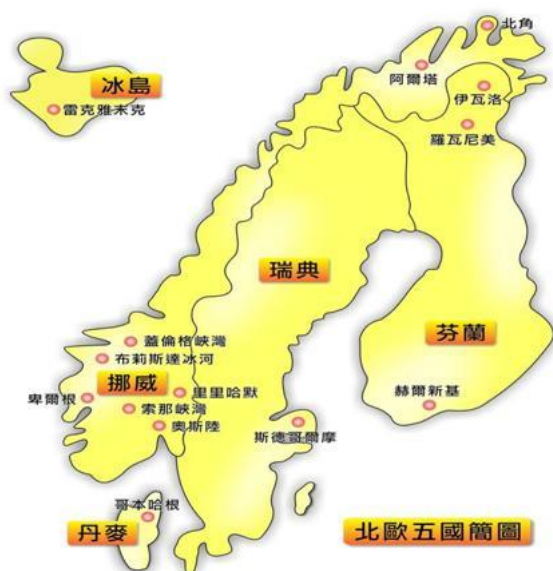 北角
阿爾塔
冰島
伊瓦洛
雷克雅未克
羅瓦尼美
瑞典
芬蘭
蓋倫格峽灣
布莉斯達冰河
挪威
里里哈默
卑爾根
索那峽灣
赫爾新基
奧斯陸
斯德哥爾摩
哥本哈根
丹麥
北歐五國簡圖